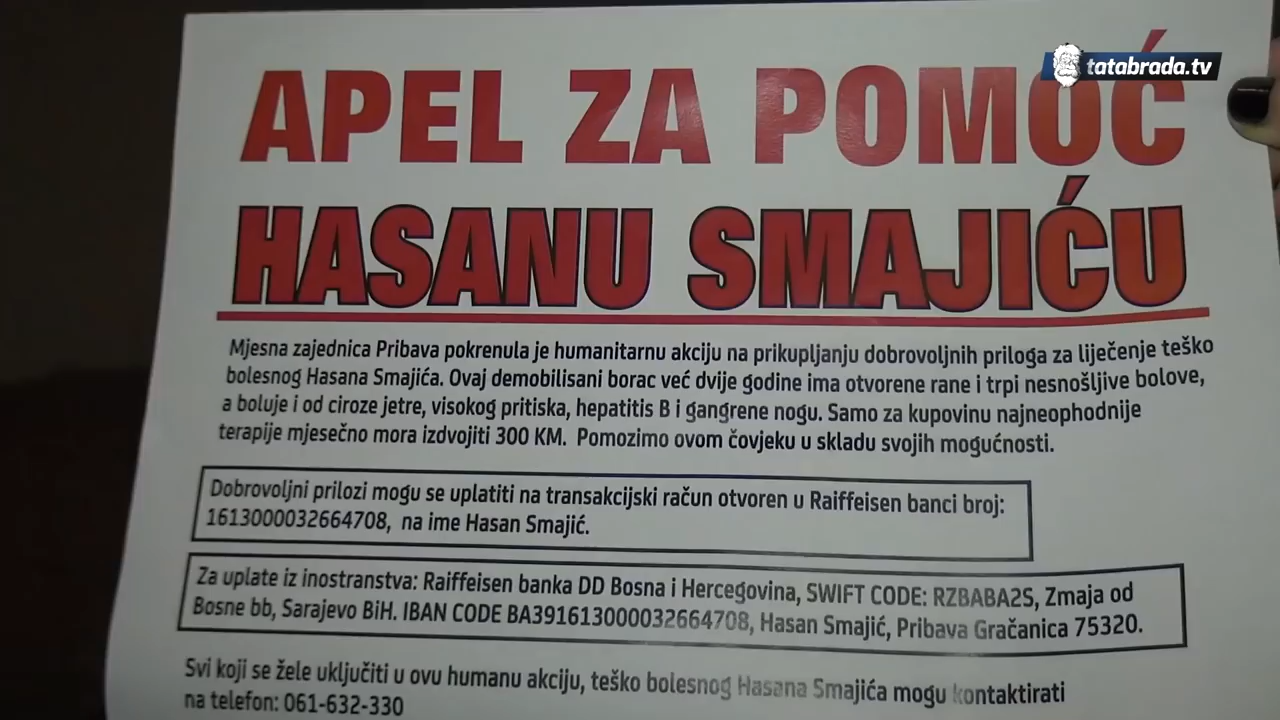 tatabrada.tv
APEL ZA POMOĆ
HASANU SMAJIĆU
Mjesna zajednica Pribava pokrenula je humanitarnu akciju na prikupljanju dobrovoljnih priloga za liječenje teško
bolesnog Hasana Smajića. Ovaj demobilisani borac već dvije godine ima otvorene rane i trpi nesnošljive bolove,
a boluje i od ciroze jetre, visokog pritiska, hepatitis B i gangrene nogu. Samo za kupovinu najneophodnije
terapije mjesečno mora izdvojiti 300 KM. Pomozimo ovom čovjeku u skladu svojih mogućnosti.
Dobrovoljni prilozi mogu se uplatiti na transakcijski račun otvoren u Raiffeisen banci broj:
1613000032664708, na ime Hasan Smajić.
Za uplate iz inostranstva: Raiffeisen banka DD Bosna i Hercegovina, SWIFT CODE: RZBABA2S, Zmaja od
Bosne bb, Sarajevo BiH. IBAN CODE BA391613000032664708, Hasan Smajić, Pribava Gračanica 75320.
Svi koji se žele uključiti u ovu humanu akciju, teško bolesnog Hasana Smajića mogu kontaktirati
na telefon: 061-632-330